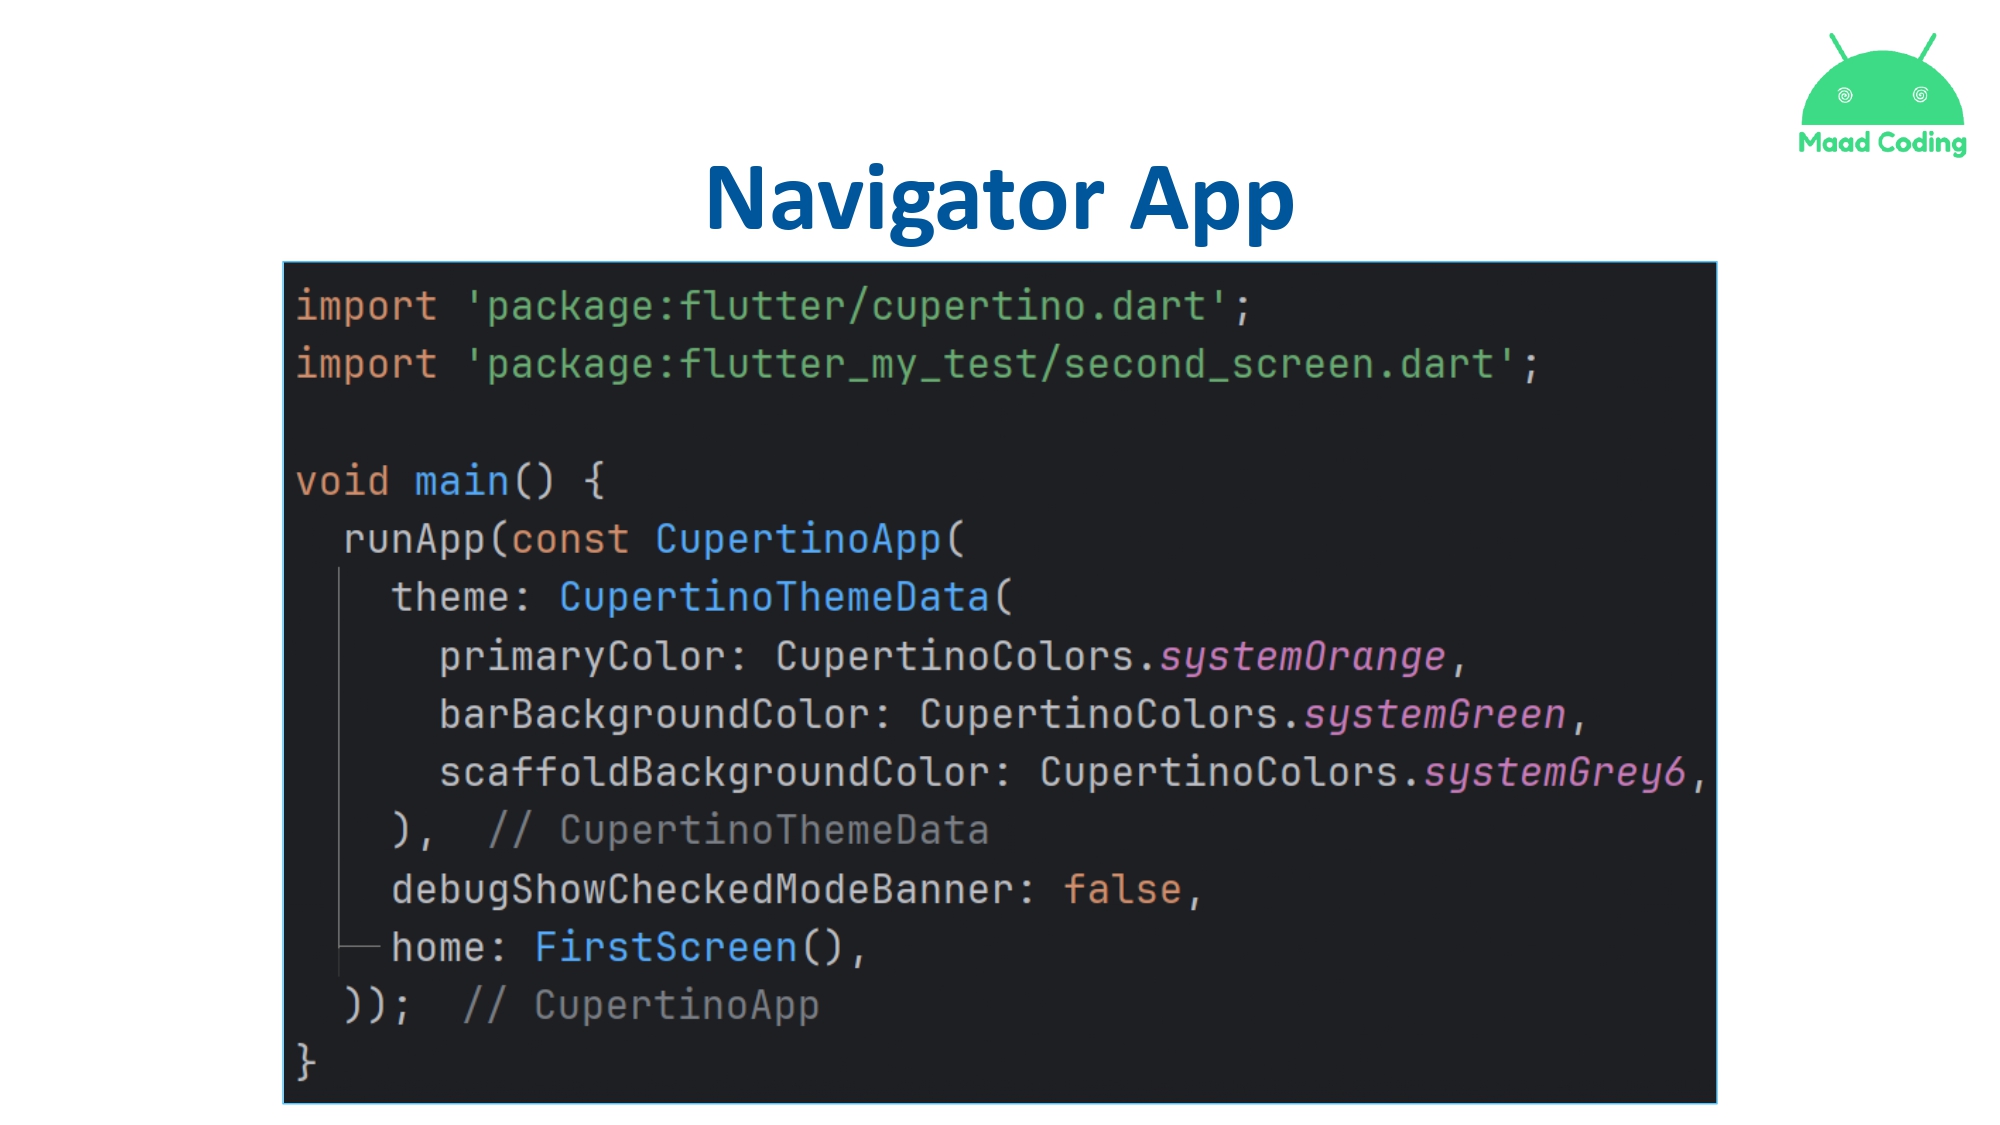 Maad Coding
Navigator App
import 'package:flutter/cupertino.dart';
import 'package:flutter_my_test/second_screen.dart';
void main() {
runApp(const CupertinoApp(
theme: CupertinoThemeData(
primaryColor: CupertinoColors.systemOrange,
barBackgroundColor: CupertinoColors.systemGreen,
scaffoldBackgroundColor: CupertinoColors.systemGrey6,
), // CupertinoThemeData
debugShowCheckedModeBanner: false,
home: FirstScreen(),
)); // CupertinoApp
}